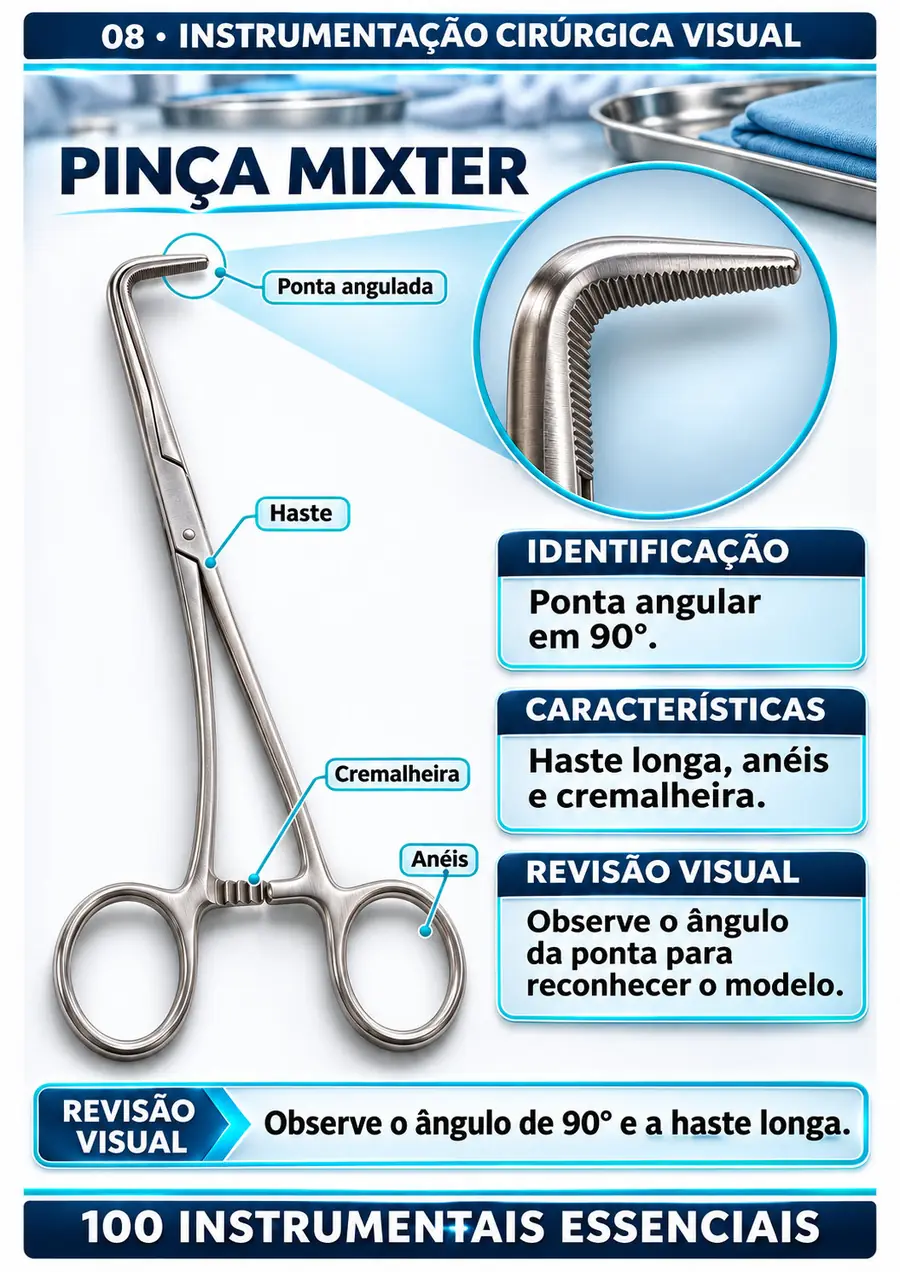 08 • INSTRUMENTAÇÃO CIRÚRGICA VISUAL
PINÇA MIXTER
Ponta angulada
Haste
Cremalheira
Anéis
IDENTIFICAÇÃO
Ponta angular
em 90°.
CARACTERÍSTICAS
Haste longa, anéis
e cremalheira.
REVISÃO VISUAL
Observe o ângulo
da ponta para
reconhecer o modelo.
REVISÃO
VISUAL
Observe o ângulo de 90° e a haste longa.
100 INSTRUMENTAIS ESSENCIAIS